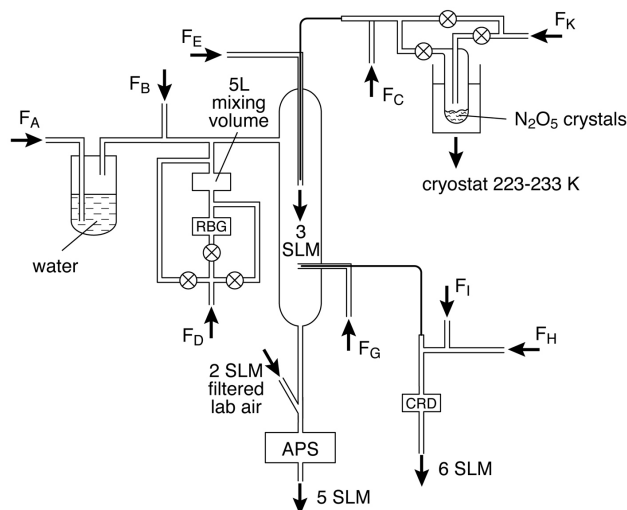 F_K
F_E
F_B
5L
mixing
volume
F_C
F_A
N₂O₅ crystals
cryostat 223-233 K
RBG
3
SLM
water
F_I
F_D
F_G
F_H
2 SLM
filtered
lab air
CRD
APS
6 SLM
5 SLM